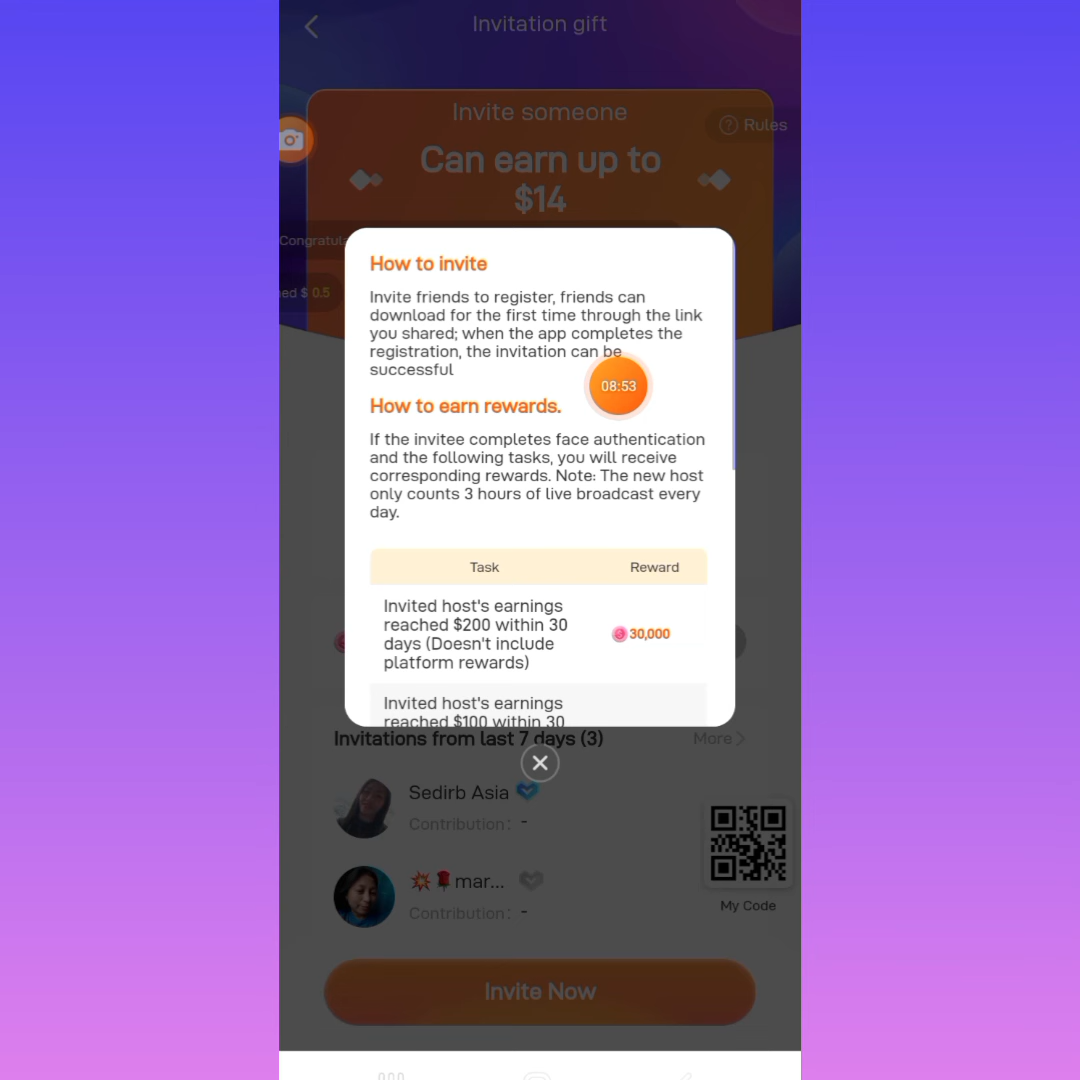 Invitation gift
Invite someone
Rules
Can earn up to
$14
Congratula
ed $ 0.5
How to invite
Invite friends to register, friends can
download for the first time through the link
you shared; when the app completes the
registration, the invitation can be
successful
08:53
How to earn rewards.
If the invitee completes face authentication
and the following tasks, you will receive
corresponding rewards. Note: The new host
only counts 3 hours of live broadcast every
day.
Task Reward
Invited host's earnings
reached $200 within 30
days (Doesn't include
platform rewards)
30,000
Invited host's earnings
reached $100 within 30
Invitations from last 7 days (3)
More >
Sedirb Asia
Contribution: -
💥🌹mar...
Contribution: -
My Code
Invite Now